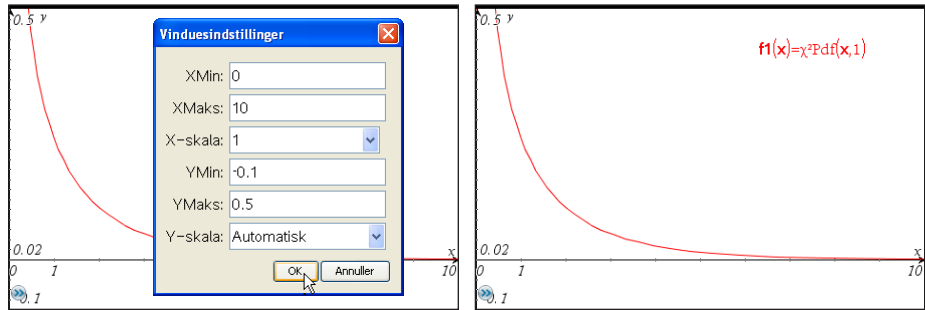 0.5 y
Vinduesindstillinger
XMin: 0
XMaks: 10
X-skala: 1
YMin: -0.1
YMaks: 0.5
Y-skala: Automatisk
OK Annuller
0.02
0 1 10
0.1
0.5 y
f1(x)=χ²Pdf(x,1)
0.02 x
0 1 10
0.1